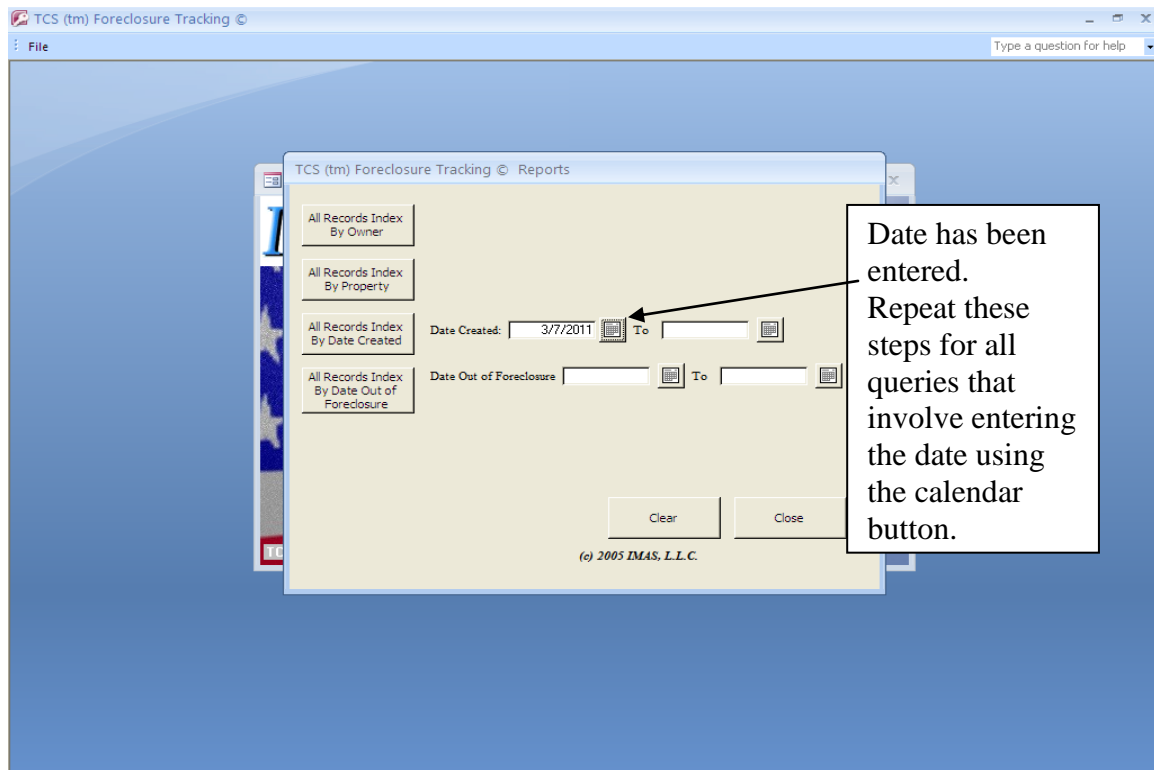 TCS (tm) Foreclosure Tracking ©
File
Type a question for help
TCS (tm) Foreclosure Tracking © Reports
All Records Index
By Owner
All Records Index
By Property
All Records Index
By Date Created
Date Created: 3/7/2011 To
All Records Index
By Date Out of
Foreclosure
Date Out of Foreclosure To
Clear
Close
(c) 2005 IMAS, L.L.C.
Date has been
entered.
Repeat these
steps for all
queries that
involve entering
the date using
the calendar
button.
TC